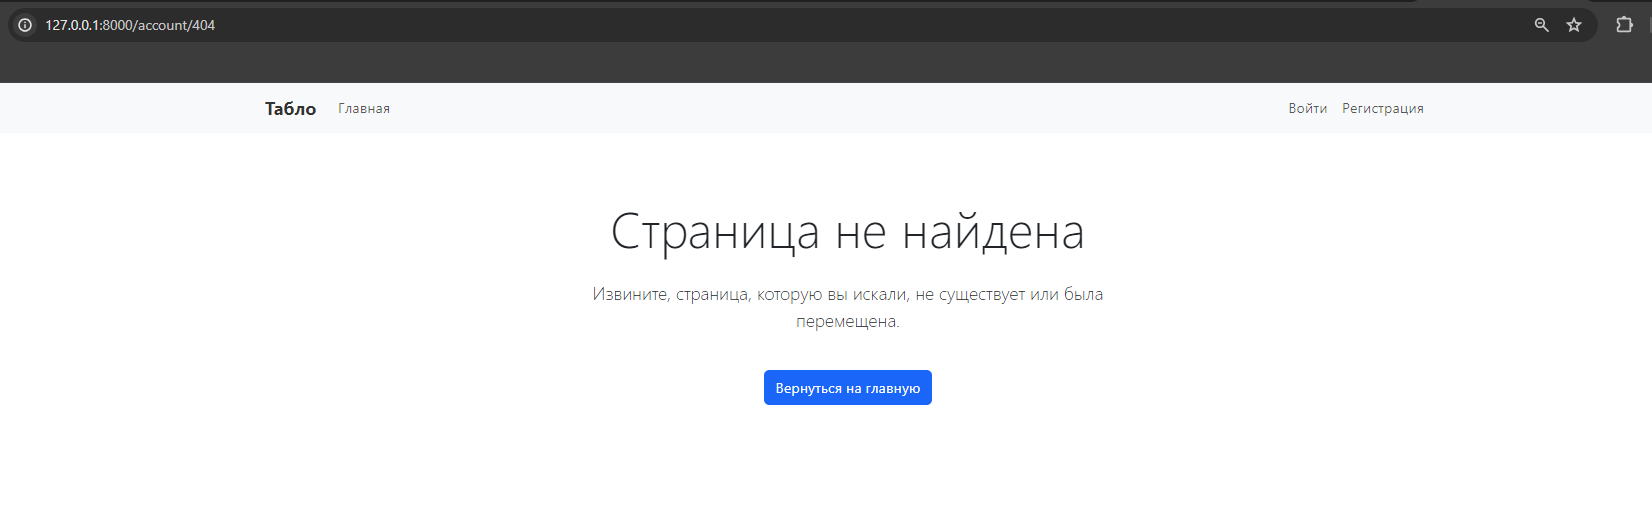 127.0.0.1:8000/account/404
Табло Главная Войти Регистрация
Страница не найдена
Извините, страница, которую вы искали, не существует или была
перемещена.
Вернуться на главную